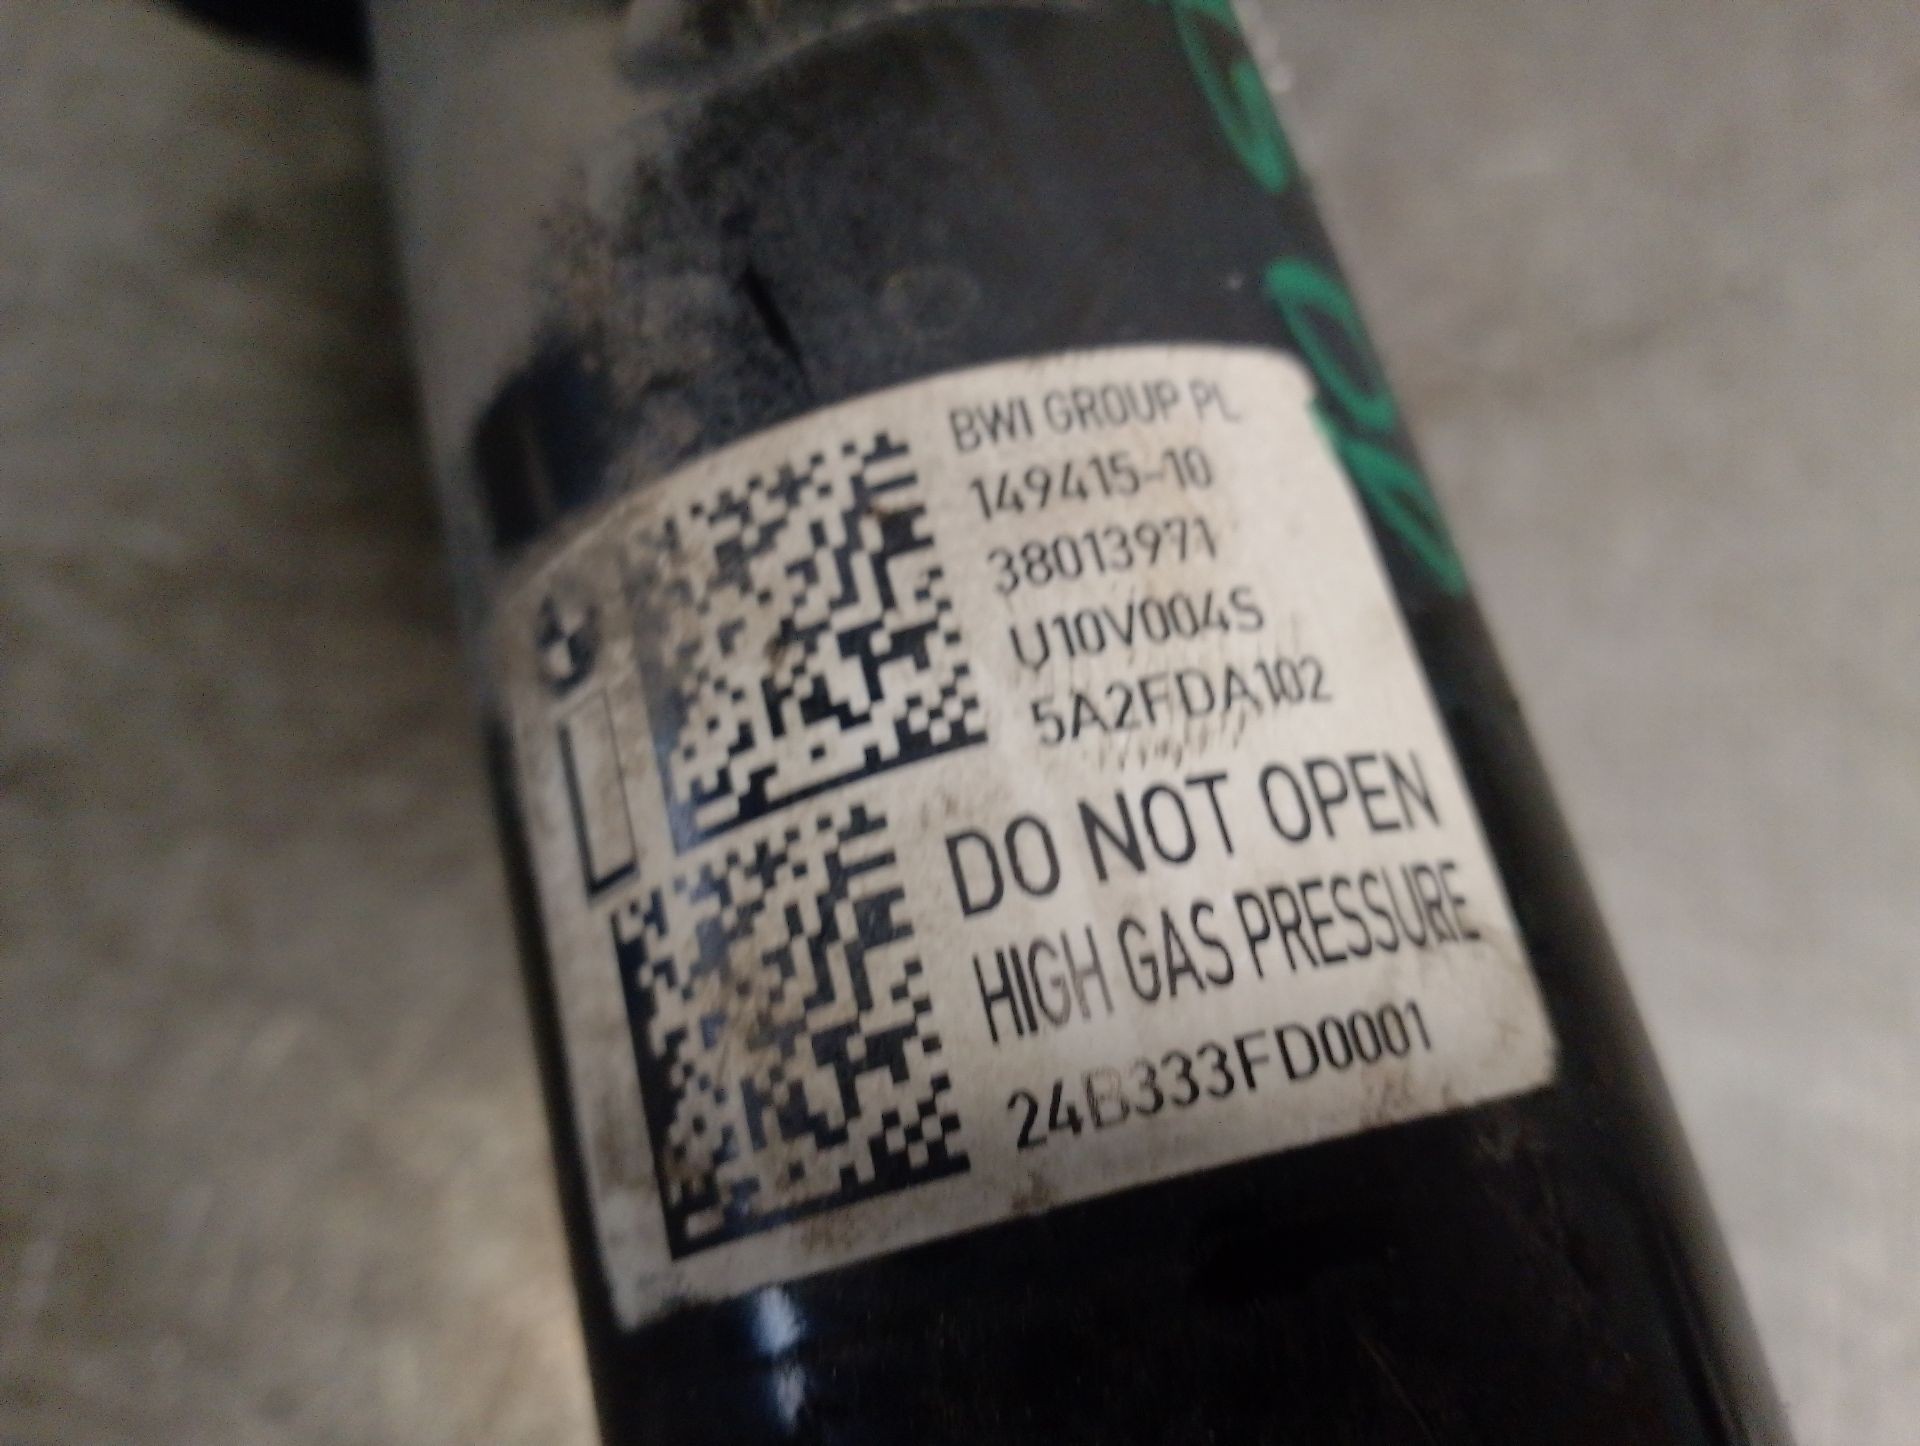 BWI GROUP PL
149415-10
38013971
U10V004S
5A2FDA102
DO NOT OPEN
HIGH GAS PRESSURE
24B333FD0001